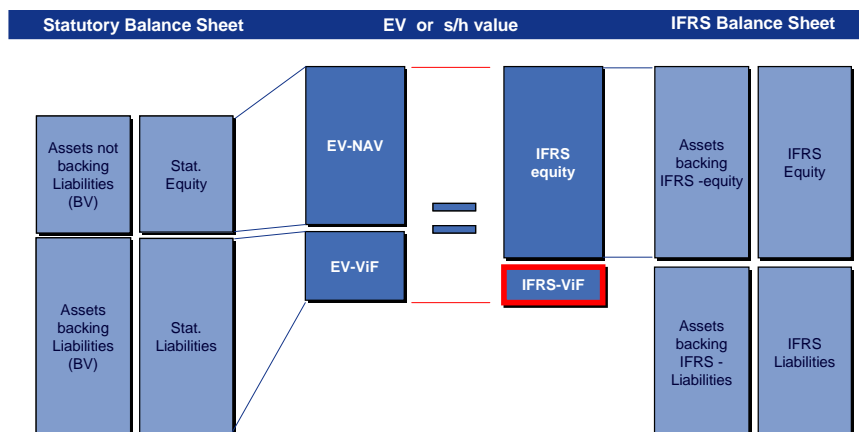 Statutory Balance Sheet
EV or s/h value
IFRS Balance Sheet
Assets not
backing
Liabilities
(BV)
Stat.
Equity
EV-NAV
IFRS
equity
Assets
backing
IFRS -equity
IFRS
Equity
EV-ViF
IFRS-ViF
Assets
backing
Liabilities
(BV)
Stat.
Liabilities
Assets
backing
IFRS -
Liabilities
IFRS
Liabilities